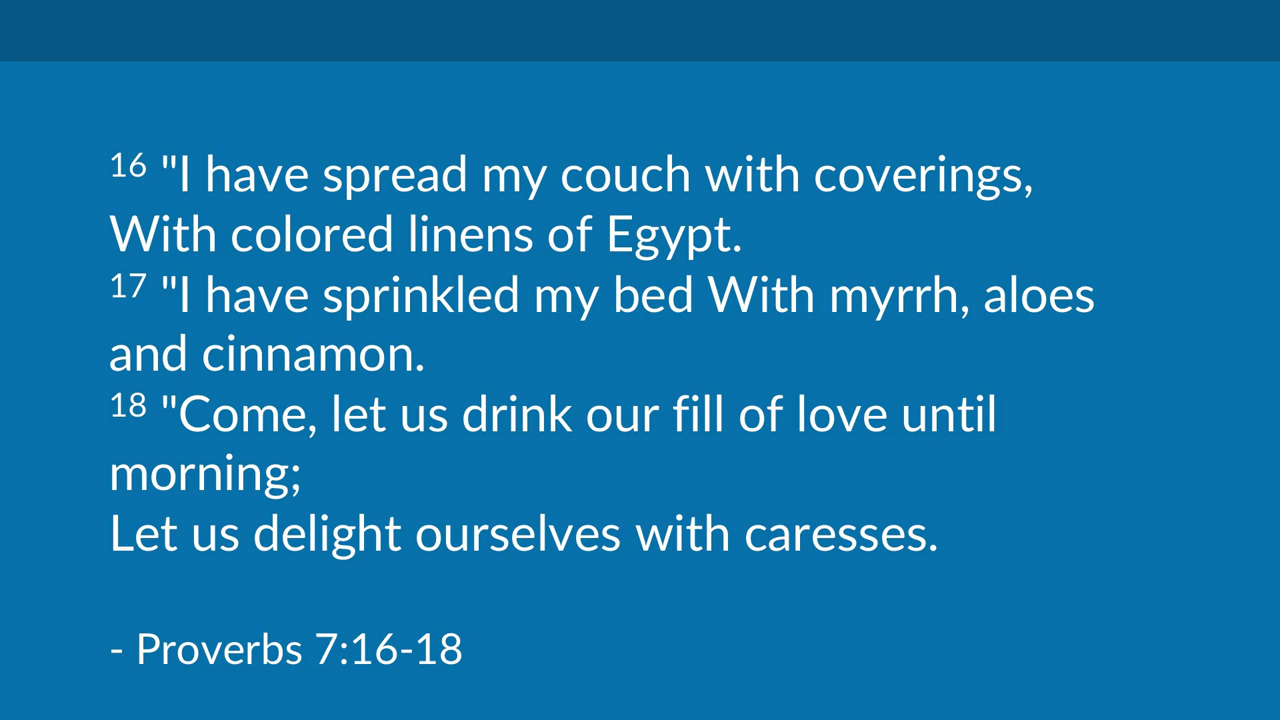 16 "I have spread my couch with coverings,
With colored linens of Egypt.
17 "I have sprinkled my bed With myrrh, aloes
and cinnamon.
18 "Come, let us drink our fill of love until
morning;
Let us delight ourselves with caresses.
- Proverbs 7:16-18